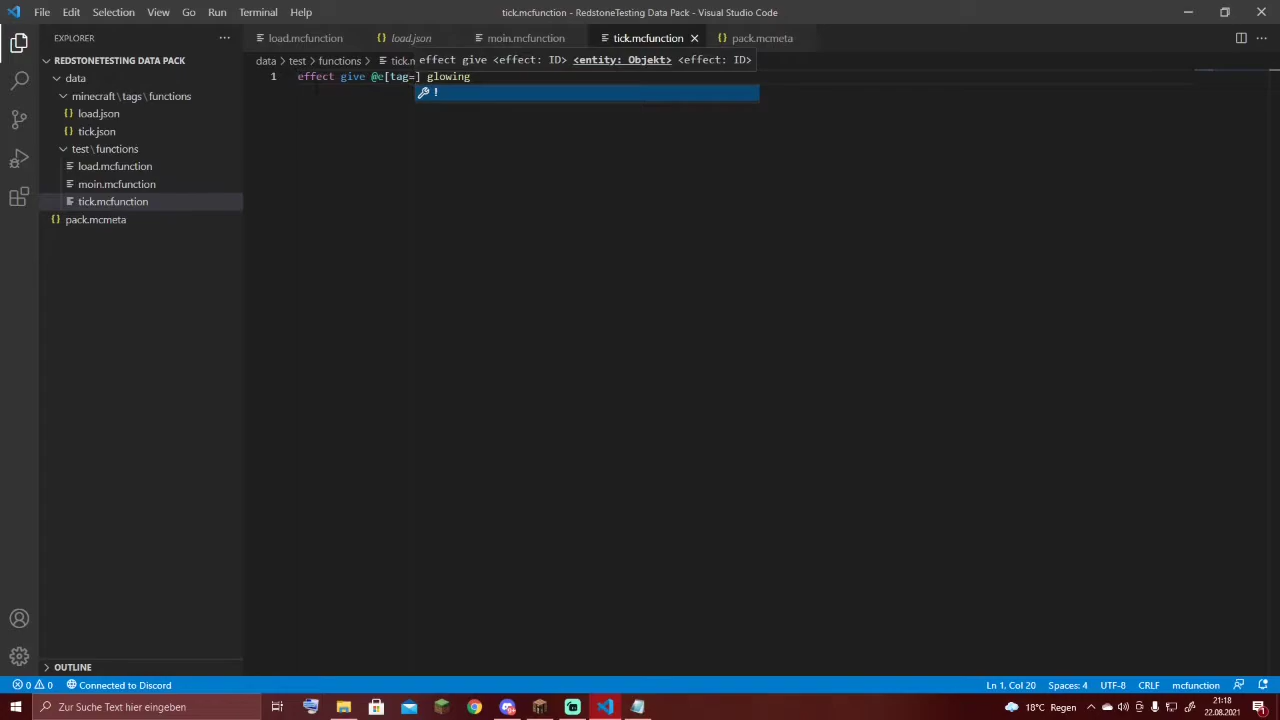 File Edit Selection View Go Run Terminal Help
tick.mcfunction - RedstoneTesting Data Pack - Visual Studio Code
EXPLORER
load.mcfunction load.json moin.mcfunction tick.mcfunction pack.mcmeta
REDSTONETESTING DATA PACK
data > test > functions > tick.m
effect give <effect: ID> <entity: Objekt> <effect: ID>
1 effect give @e[tag=] glowing
!
data
minecraft\tags\functions
load.json
tick.json
test\functions
load.mcfunction
moin.mcfunction
tick.mcfunction
pack.mcmeta
OUTLINE
0 0 Connected to Discord
Ln 1, Col 20 Spaces: 4 UTF-8 CRLF mcfunction
Zur Suche Text hier eingeben
18°C Regen
21:18
22.08.2021
1